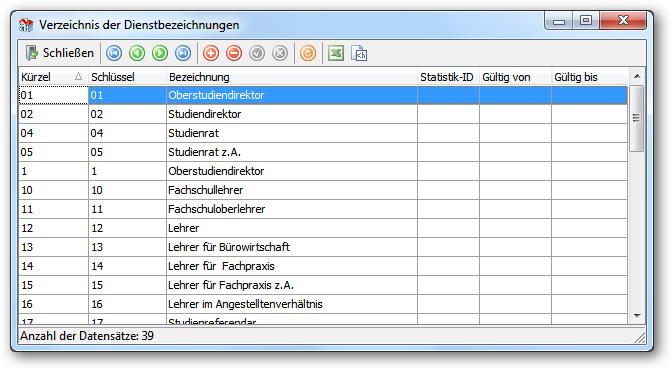 Verzeichnis der Dienstbezeichnungen
Schließen
Kürzel Schlüssel Bezeichnung Statistik-ID Gültig von Gültig bis
01 01 Oberstudiendirektor
02 02 Studiendirektor
04 04 Studienrat
05 05 Studienrat z.A.
1 1 Oberstudiendirektor
10 10 Fachschullehrer
11 11 Fachschuloberlehrer
12 12 Lehrer
13 13 Lehrer für Bürowirtschaft
14 14 Lehrer für  Fachpraxis
15 15 Lehrer für Fachpraxis z.A.
16 16 Lehrer im Angestelltenverhältnis
17 17 Studienreferendar
Anzahl der Datensätze: 39